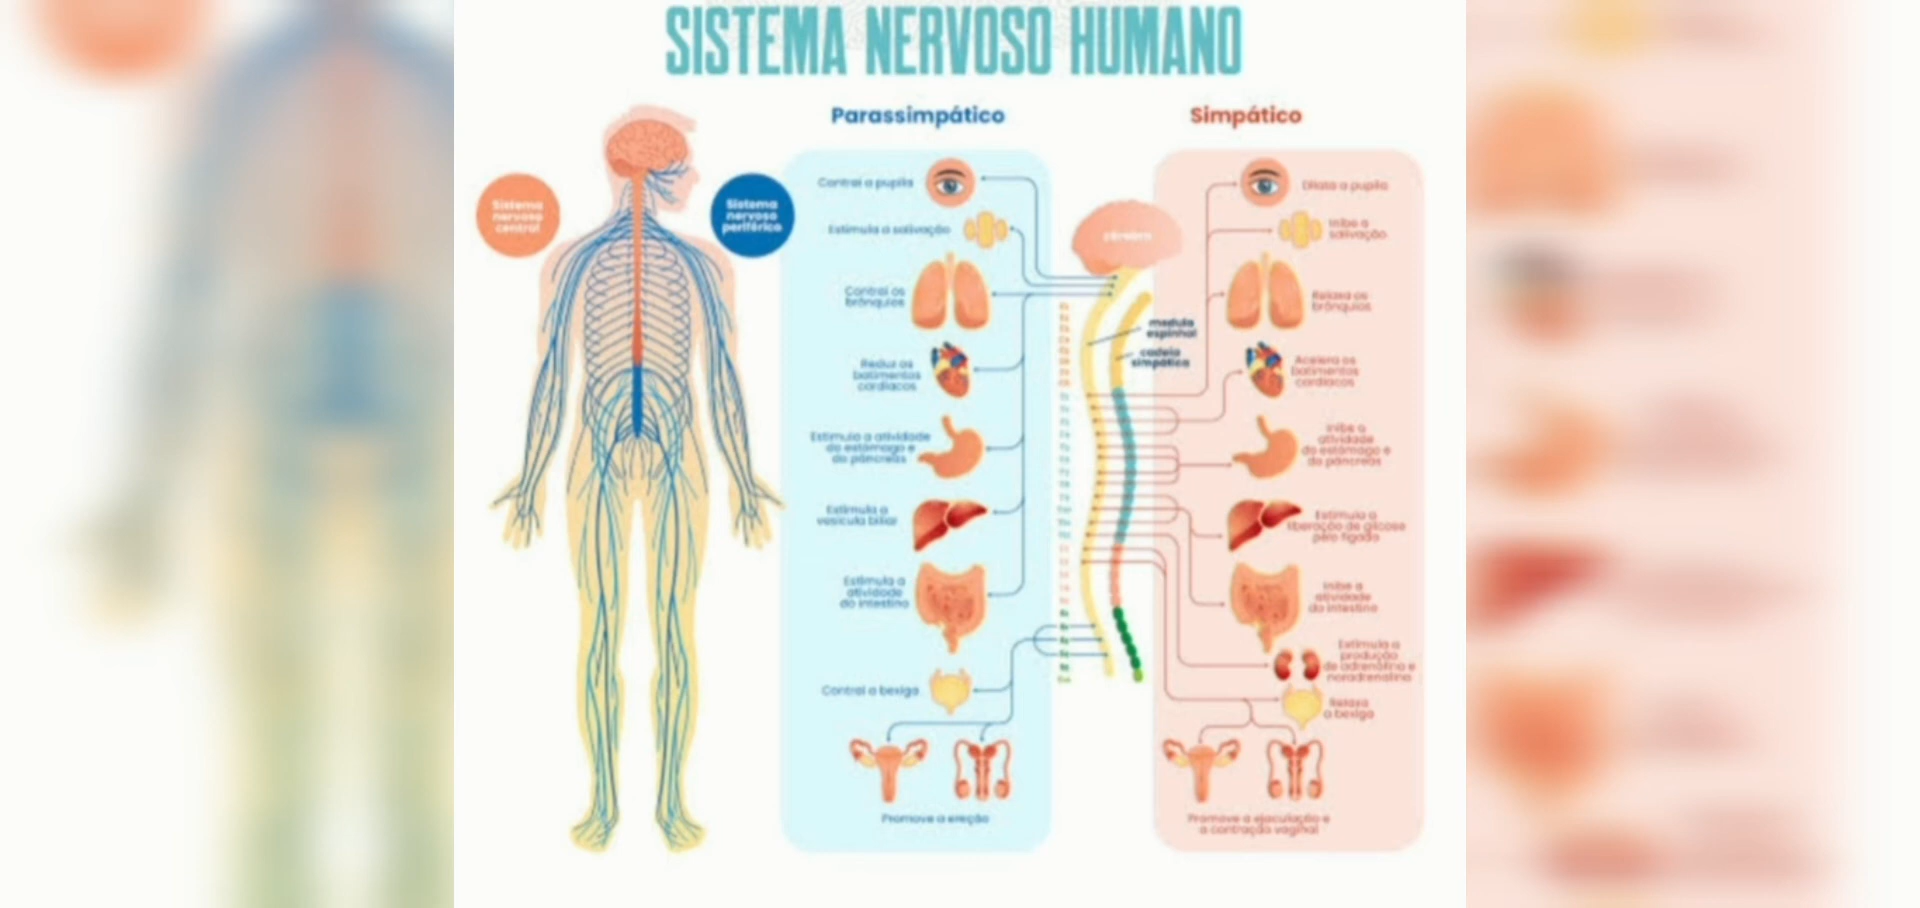 SISTEMA NERVOSO HUMANO
Parassimpático
Simpático
Sistema
nervoso
central
Sistema
nervoso
periférico
Contrai a pupila
Estimula a salivação
Contrai os
brônquios
Reduz os
batimentos
cardíacos
Estimula a atividade
do estômago e
do pâncreas
Estimula a
vesícula biliar
Estimula a
atividade
do intestino
Contrai a bexiga
Promove a ereção
cérebro
medula
espinhal
cadeia
simpática
Dilata a pupila
Inibe a
salivação
Relaxa os
brônquios
Acelera os
batimentos
cardíacos
Inibe a
atividade
do estômago e
do pâncreas
Estimula a
liberação de glicose
pelo fígado
Inibe a
atividade
do intestino
Estimula a
produção
de adrenalina e
noradrenalina
Relaxa
a bexiga
Promove a ejaculação e
a contração vaginal